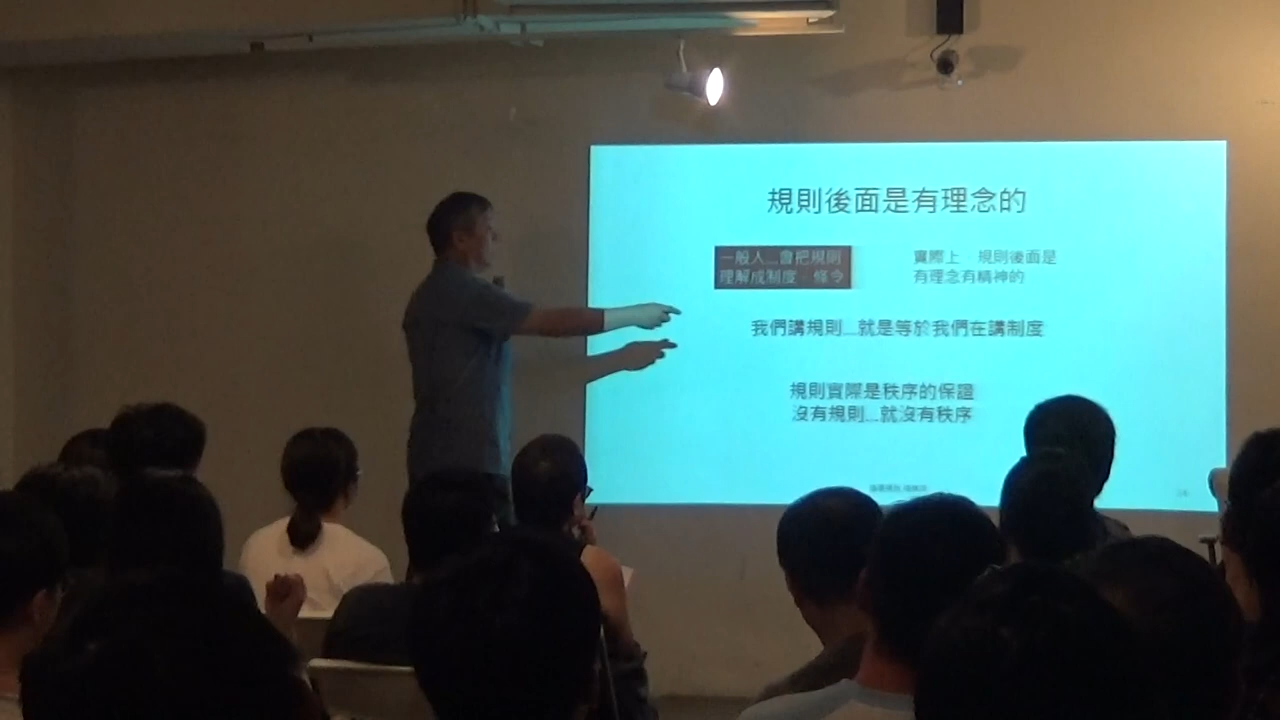 規則後面是有理念的
一般人...會把規則
理解成制度、條令
實際上，規則後面是
有理念有精神的
我們講規則...就是等於我們在講制度
規則實際是秩序的保證
沒有規則...就沒有秩序